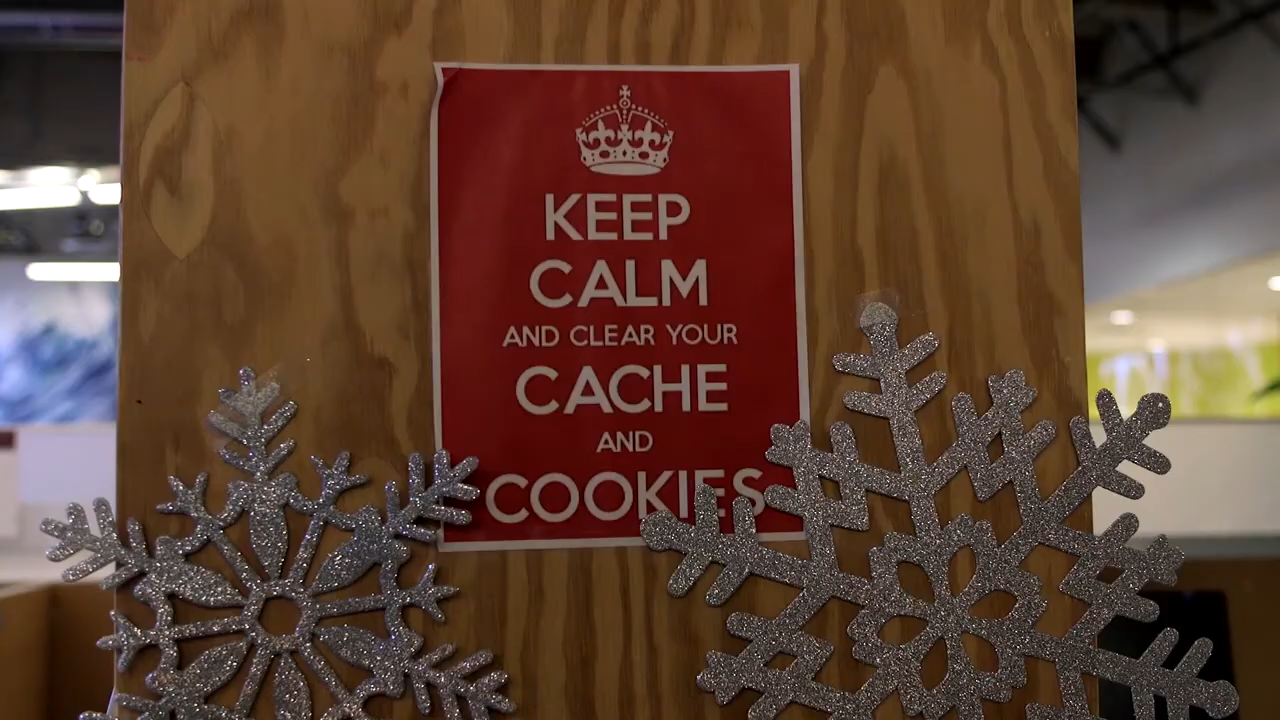 KEEP
CALM
AND CLEAR YOUR
CACHE
AND
COOKIES